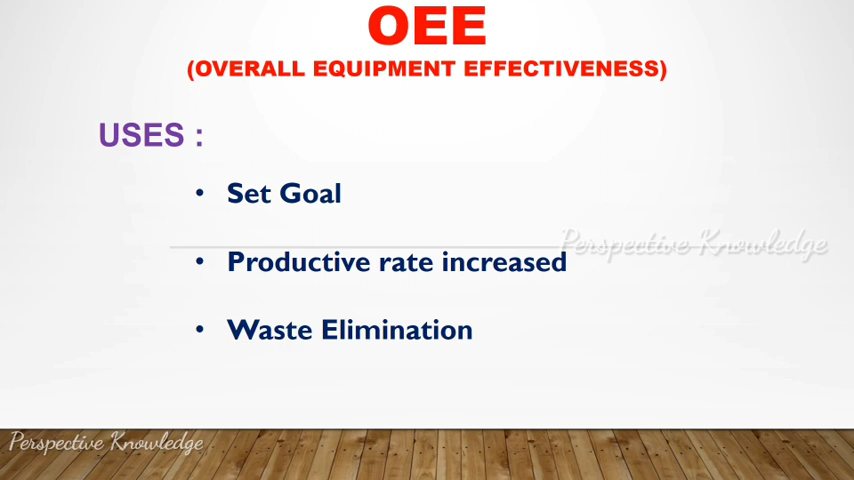 OEE
(OVERALL EQUIPMENT EFFECTIVENESS)
USES :
• Set Goal
Perspective Knowledge
• Productive rate increased
• Waste Elimination
Perspective Knowledge